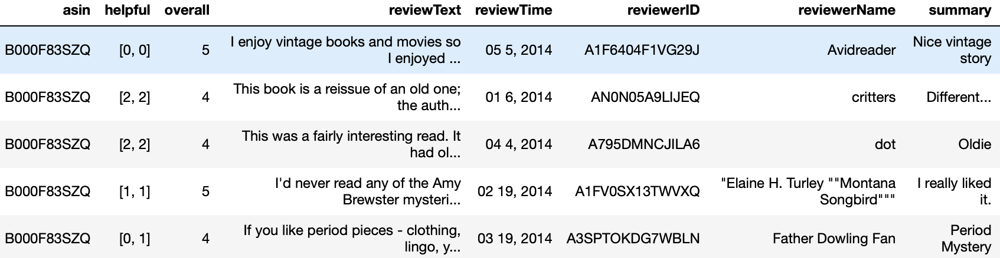 asin helpful overall reviewText reviewTime reviewerID reviewerName summary
B000F83SZQ [0, 0] 5 I enjoy vintage books and movies so I enjoyed ... 05 5, 2014 A1F6404F1VG29J Avidreader Nice vintage story
B000F83SZQ [2, 2] 4 This book is a reissue of an old one; the auth... 01 6, 2014 AN0N05A9LIJEQ critters Different...
B000F83SZQ [2, 2] 4 This was a fairly interesting read. It had ol... 04 4, 2014 A795DMNCJILA6 dot Oldie
B000F83SZQ [1, 1] 5 I'd never read any of the Amy Brewster mysteri... 02 19, 2014 A1FV0SX13TWVXQ "Elaine H. Turley ""Montana Songbird""" I really liked it.
B000F83SZQ [0, 1] 4 If you like period pieces - clothing, lingo, y... 03 19, 2014 A3SPTOKDG7WBLN Father Dowling Fan Period Mystery